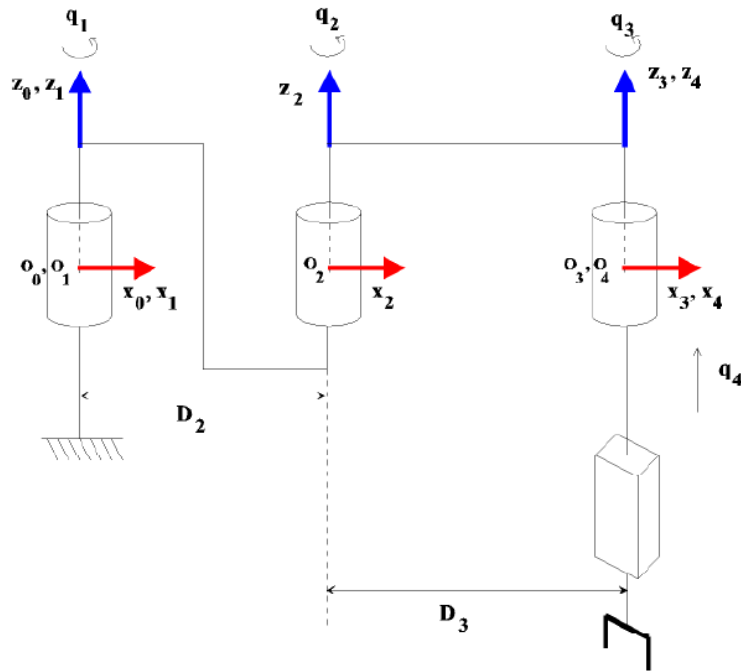 q₁ q₂ q₃
z₀, z₁ z₂ z₃, z₄
o₀, o₁ o₂ o₃, o₄
x₀, x₁ x₂ x₃, x₄
q₄
D₂
D₃